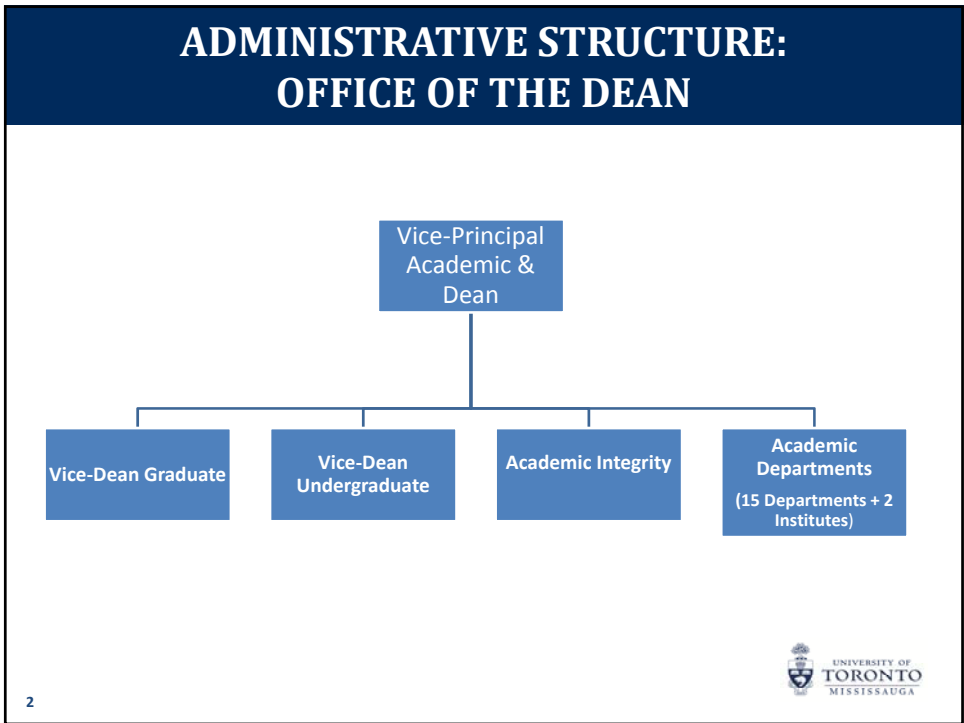 ADMINISTRATIVE STRUCTURE:
OFFICE OF THE DEAN
Vice-Principal
Academic &
Dean
Vice-Dean Graduate
Vice-Dean
Undergraduate
Academic Integrity
Academic
Departments
(15 Departments + 2
Institutes)
2
UNIVERSITY OF
TORONTO
MISSISSAUGA